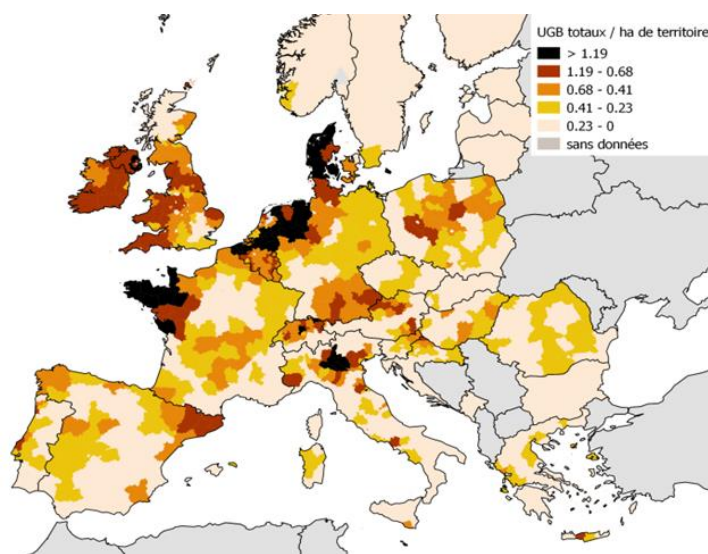 UGB totaux / ha de territoire
> 1.19
1.19 - 0.68
0.68 - 0.41
0.41 - 0.23
0.23 - 0
sans données